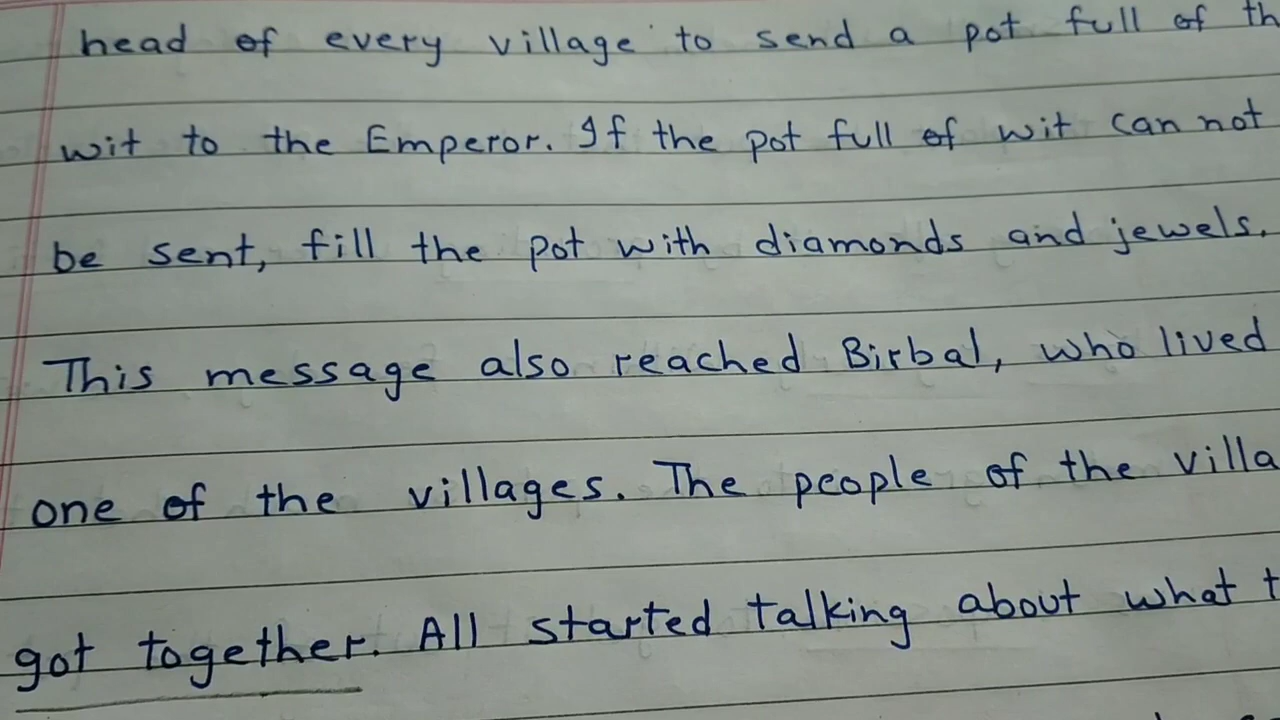 head of every village to send a pot full of th
wit to the Emperor. If the pot full of wit can not
be sent, fill the pot with diamonds and jewels.
This message also reached Birbal, who lived
one of the villages. The people of the villa
got together. All started talking about what t